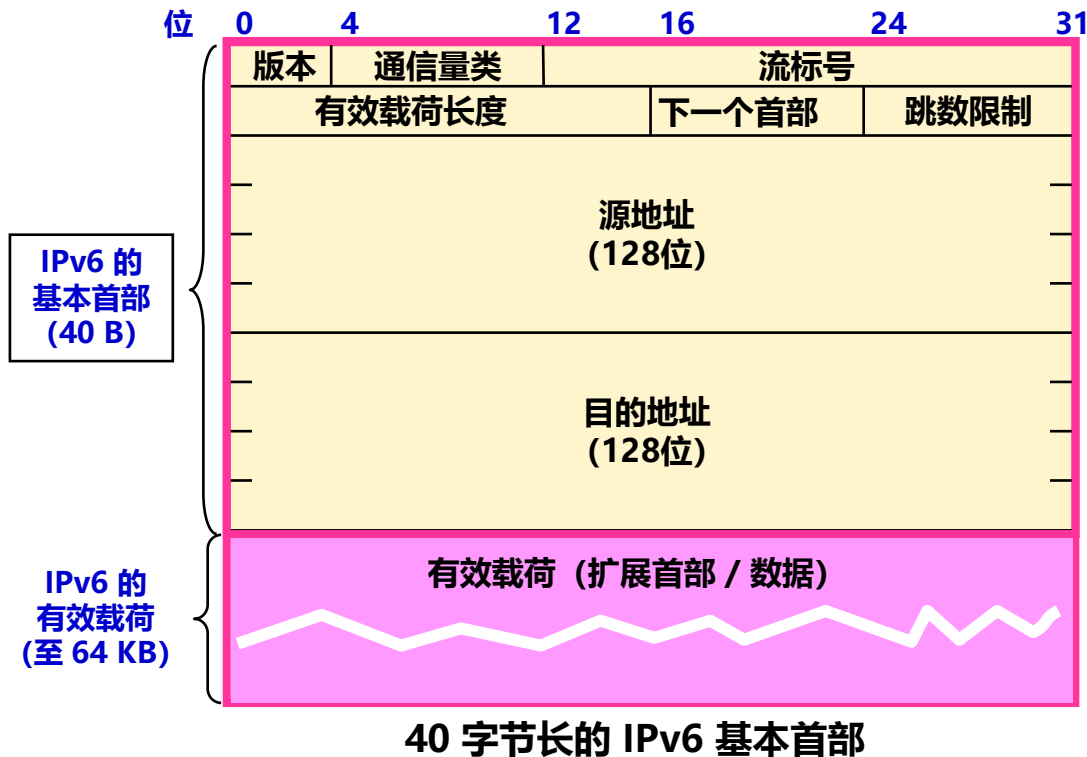 位 0 4 12 16 24 31
版本 通信量类 流标号
有效载荷长度 下一个首部 跳数限制
源地址
(128位)
IPv6 的
基本首部
(40 B)
目的地址
(128位)
有效载荷（扩展首部 / 数据）
IPv6 的
有效载荷
(至 64 KB)
40 字节长的 IPv6 基本首部